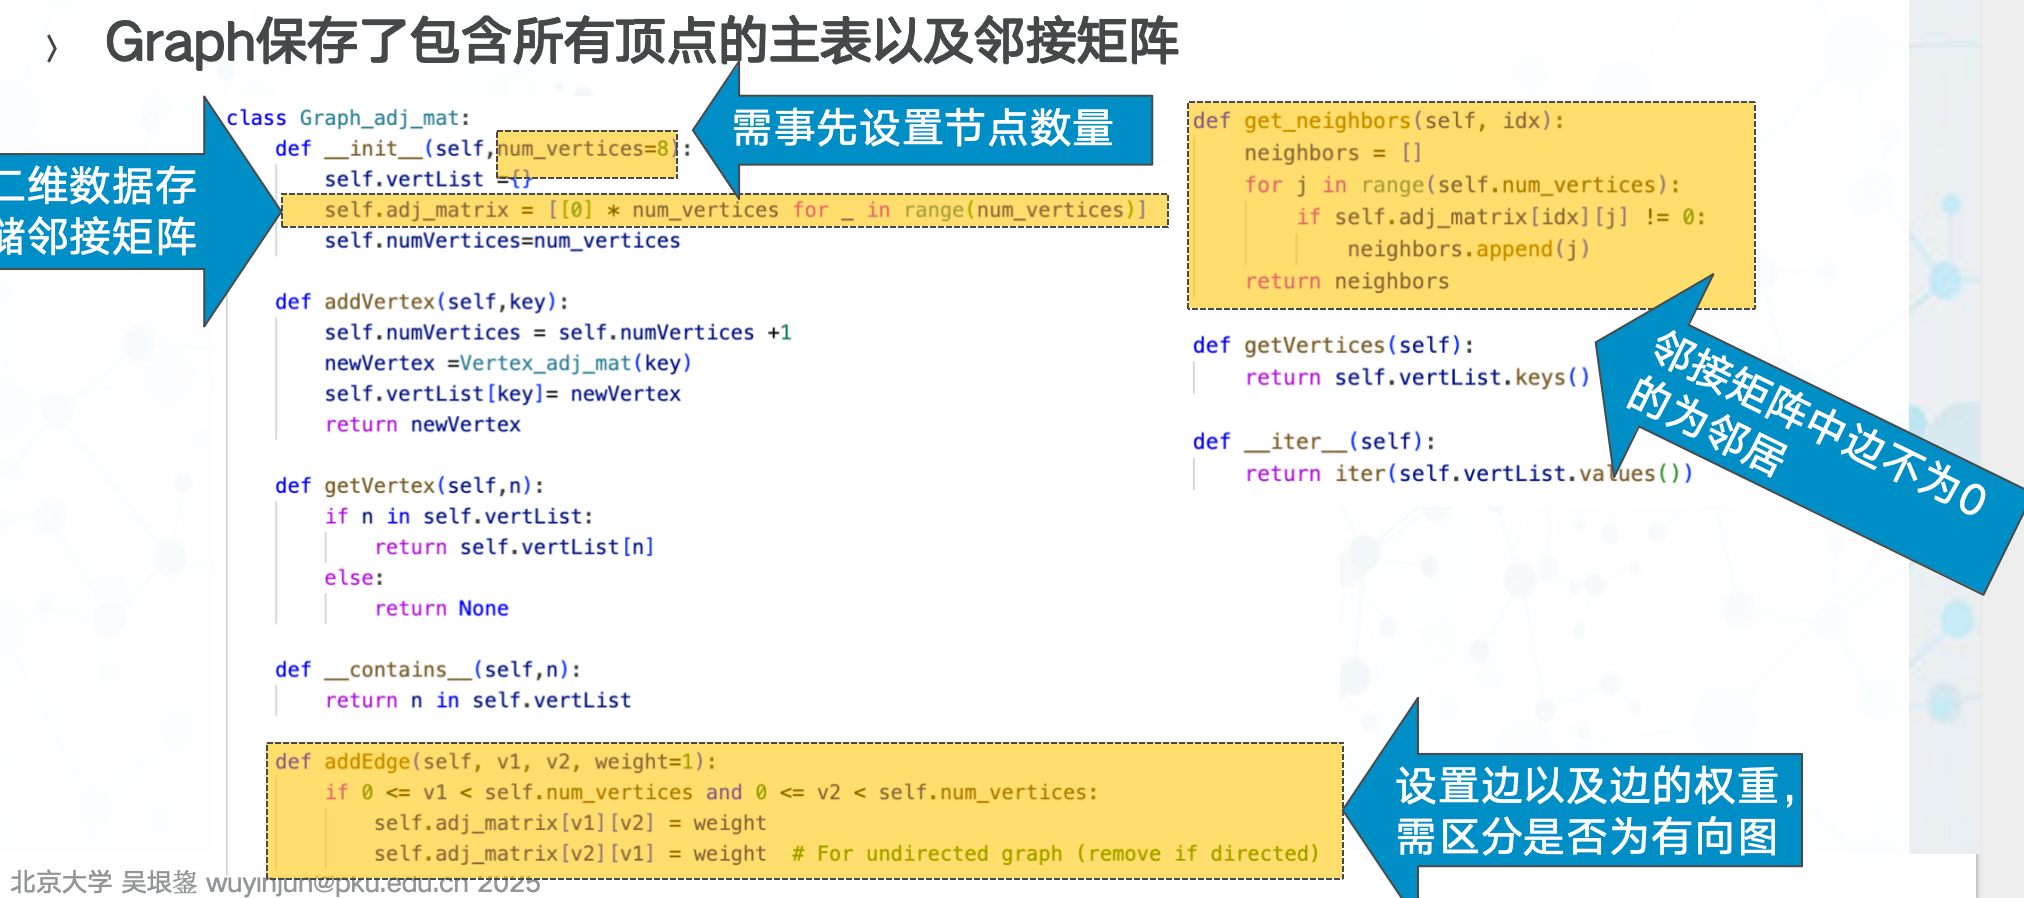 › Graph保存了包含所有顶点的主表以及邻接矩阵
二维数据存
储邻接矩阵
需事先设置节点数量
class Graph_adj_mat:
def __init__(self,num_vertices=8):
self.vertList ={}
self.adj_matrix = [[0] * num_vertices for _ in range(num_vertices)]
self.numVertices=num_vertices
def addVertex(self,key):
self.numVertices = self.numVertices +1
newVertex =Vertex_adj_mat(key)
self.vertList[key]= newVertex
return newVertex
def getVertex(self,n):
if n in self.vertList:
return self.vertList[n]
else:
return None
def __contains__(self,n):
return n in self.vertList
def addEdge(self, v1, v2, weight=1):
if 0 <= v1 < self.num_vertices and 0 <= v2 < self.num_vertices:
self.adj_matrix[v1][v2] = weight
self.adj_matrix[v2][v1] = weight  # For undirected graph (remove if directed)
def get_neighbors(self, idx):
neighbors = []
for j in range(self.num_vertices):
if self.adj_matrix[idx][j] != 0:
neighbors.append(j)
return neighbors
def getVertices(self):
return self.vertList.keys()
def __iter__(self):
return iter(self.vertList.values())
邻接矩阵中边不为0
的为邻居
设置边以及边的权重,
需区分是否为有向图
北京大学 吴垠鋆 wuyinjun@pku.edu.cn 2025